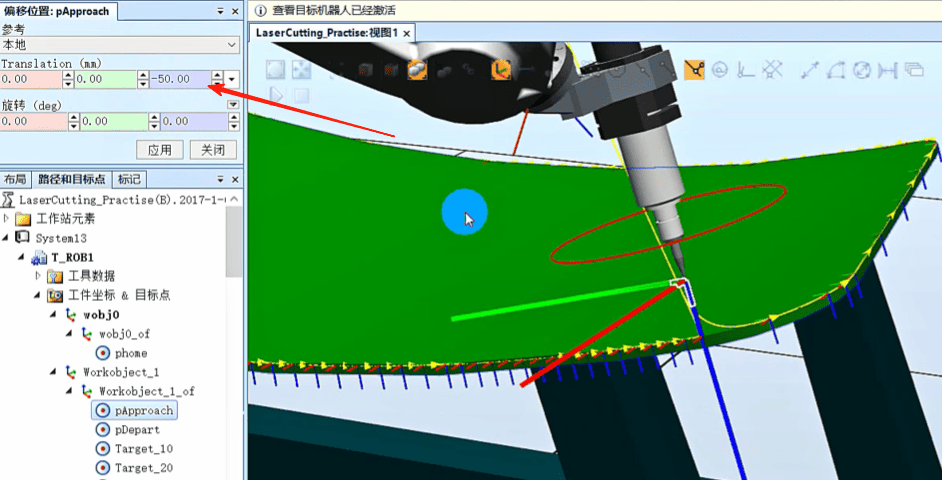 偏移位置: pApproach
参考
本地
Translation (mm)
0.00 0.00 -50.00
旋转 (deg)
0.00 0.00 0.00
应用 关闭
布局 路径和目标点 标记
LaserCutting_Practise(B).2017-1-
工作站元素
System13
T_ROB1
工具数据
工件坐标 & 目标点
wobj0
wobj0_of
phome
Workobject_1
Workobject_1_of
pApproach
pDepart
Target_10
Target_20
查看目标机器人已经激活
LaserCutting_Practise:视图1